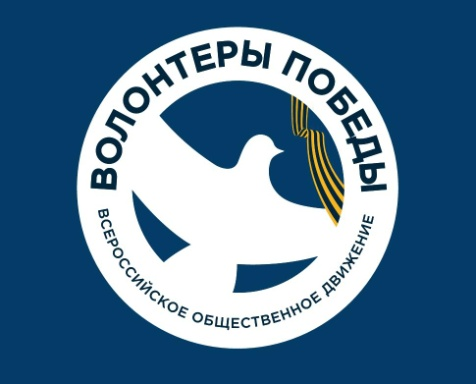 ВОЛОНТЕРЫ ПОБЕДЫ
ВСЕРОССИЙСКОЕ ОБЩЕСТВЕННОЕ ДВИЖЕНИЕ